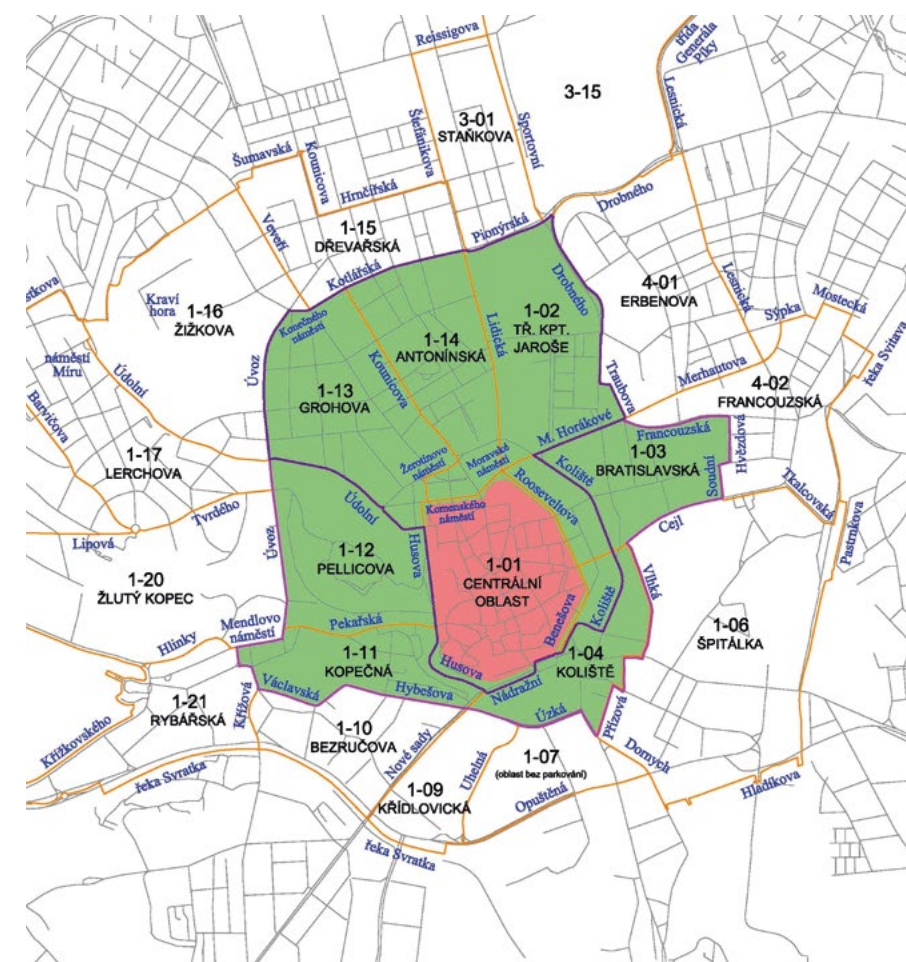 Reissigova
třída
Generála
Píky
3-15
Lesnická
3-01
STAŇKOVA
Štefánikova
Sportovní
Šumavská
Kounicova
Hrnčířská
Drobného
Veveří
1-15
DŘEVAŘSKÁ
Pionýrská
Kotlářská
4-01
ERBENOVA
Drobného
Lesnická
Mostecká
Sýpka
Kraví
hora
1-16
ŽIŽKOVA
Konečného
náměstí
1-14
ANTONÍNSKÁ
Lidická
1-02
TŘ. KPT.
JAROŠE
náměstí
Míru
Úvoz
Kounicova
řeka Svitava
Údolní
Merhautova
Traubova
4-02
FRANCOUZSKÁ
Barvičova
1-13
GROHOVA
M. Horákové
Francouzská
Hvězdova
1-17
LERCHOVA
Žerotínovo
náměstí
Moravské
náměstí
1-03
BRATISLAVSKÁ
Koliště
Soudní
Tkalcovská
Údolní
Rooseveltova
Komenského
náměstí
Tvrdého
Cejl
Pastrnkova
Lipová
Úvoz
Husova
1-12
PELLICOVA
1-01
CENTRÁLNÍ
OBLAST
Vlhká
1-20
ŽLUTÝ KOPEC
Koliště
Benešova
1-06
ŠPITÁLKA
Mendlovo
náměstí
Pekařská
Hlinky
1-11
KOPEČNÁ
Husova
1-04
KOLIŠTĚ
Václavská
Hybešova
Nádražní
1-21
RYBÁŘSKÁ
Křížová
Úzká
Přízová
Křížkovského
1-10
BEZRUČOVA
Nové sady
Uhelná
1-07
(oblast bez parkování)
Dornych
řeka Svratka
1-09
KŘÍDLOVICKÁ
Opuštěná
Hladíkova
řeka Svratka